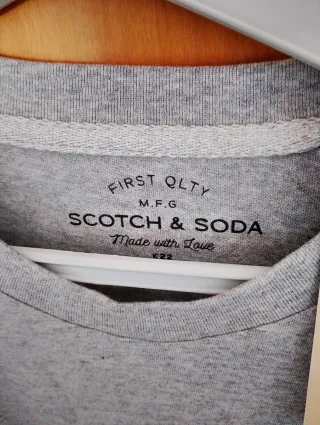 FIRST QLTY
M.F.G
SCOTCH & SODA
Made with Love